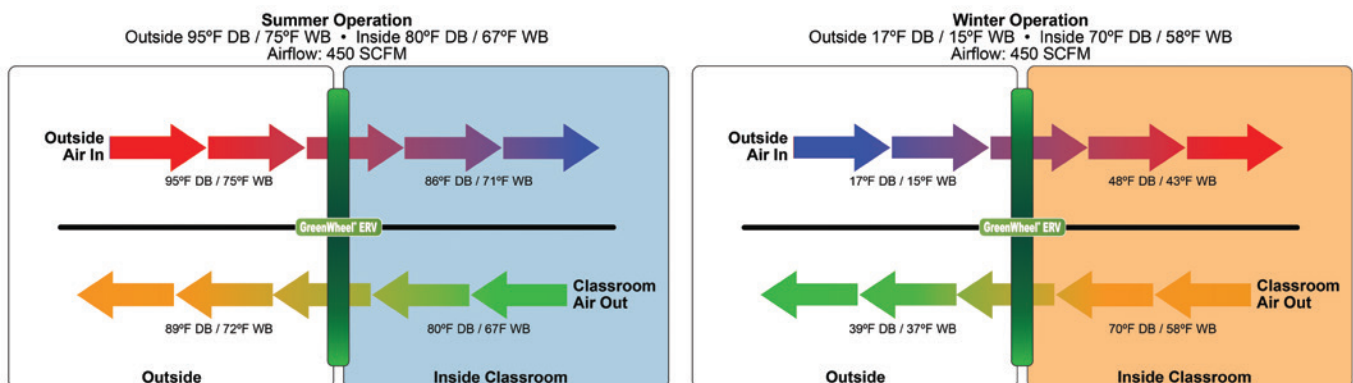 Summer Operation
Outside 95ºF DB / 75ºF WB • Inside 80ºF DB / 67ºF WB
Airflow: 450 SCFM
Outside
Air In
95ºF DB / 75ºF WB
86ºF DB / 71ºF WB
GreenWheel™ ERV
Classroom
Air Out
89ºF DB / 72ºF WB
80ºF DB / 67F WB
Outside
Inside Classroom
Winter Operation
Outside 17ºF DB / 15ºF WB • Inside 70ºF DB / 58ºF WB
Airflow: 450 SCFM
Outside
Air In
17ºF DB / 15ºF WB
48ºF DB / 43ºF WB
GreenWheel™ ERV
Classroom
Air Out
39ºF DB / 37ºF WB
70ºF DB / 58ºF WB
Outside
Inside Classroom